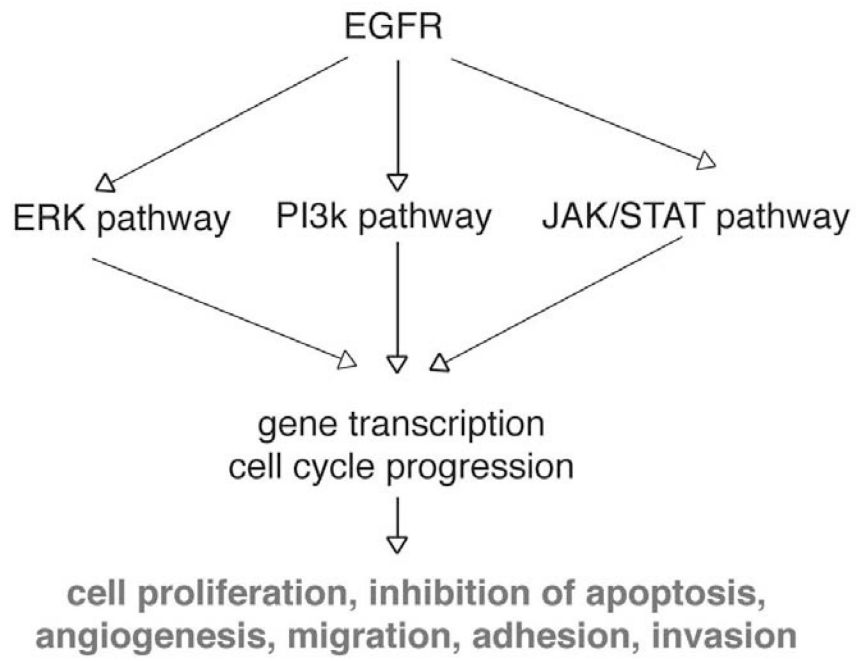 EGFR
ERK pathway PI3k pathway JAK/STAT pathway
gene transcription
cell cycle progression
cell proliferation, inhibition of apoptosis,
angiogenesis, migration, adhesion, invasion